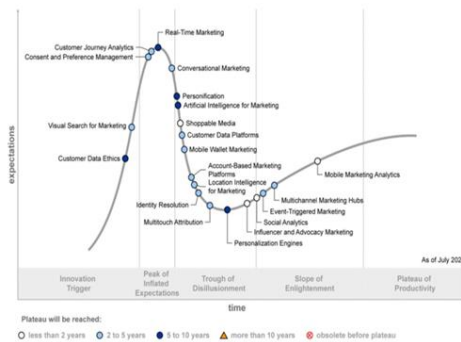 Real-Time Marketing
Customer Journey Analytics
Consent and Preference Management
Conversational Marketing
Personification
Artificial Intelligence for Marketing
Shoppable Media
Visual Search for Marketing
Customer Data Platforms
Mobile Wallet Marketing
Customer Data Ethics
Account-Based Marketing
Platforms
Location Intelligence
for Marketing
Mobile Marketing Analytics
Identity Resolution
Multichannel Marketing Hubs
Event-Triggered Marketing
Multitouch Attribution
Social Analytics
Influencer and Advocacy Marketing
Personalization Engines
expectations
As of July 202
Innovation
Trigger
Peak of
Inflated
Expectations
Trough of
Disillusionment
Slope of
Enlightenment
Plateau of
Productivity
time
Plateau will be reached:
less than 2 years
2 to 5 years
5 to 10 years
more than 10 years
obsolete before plateau